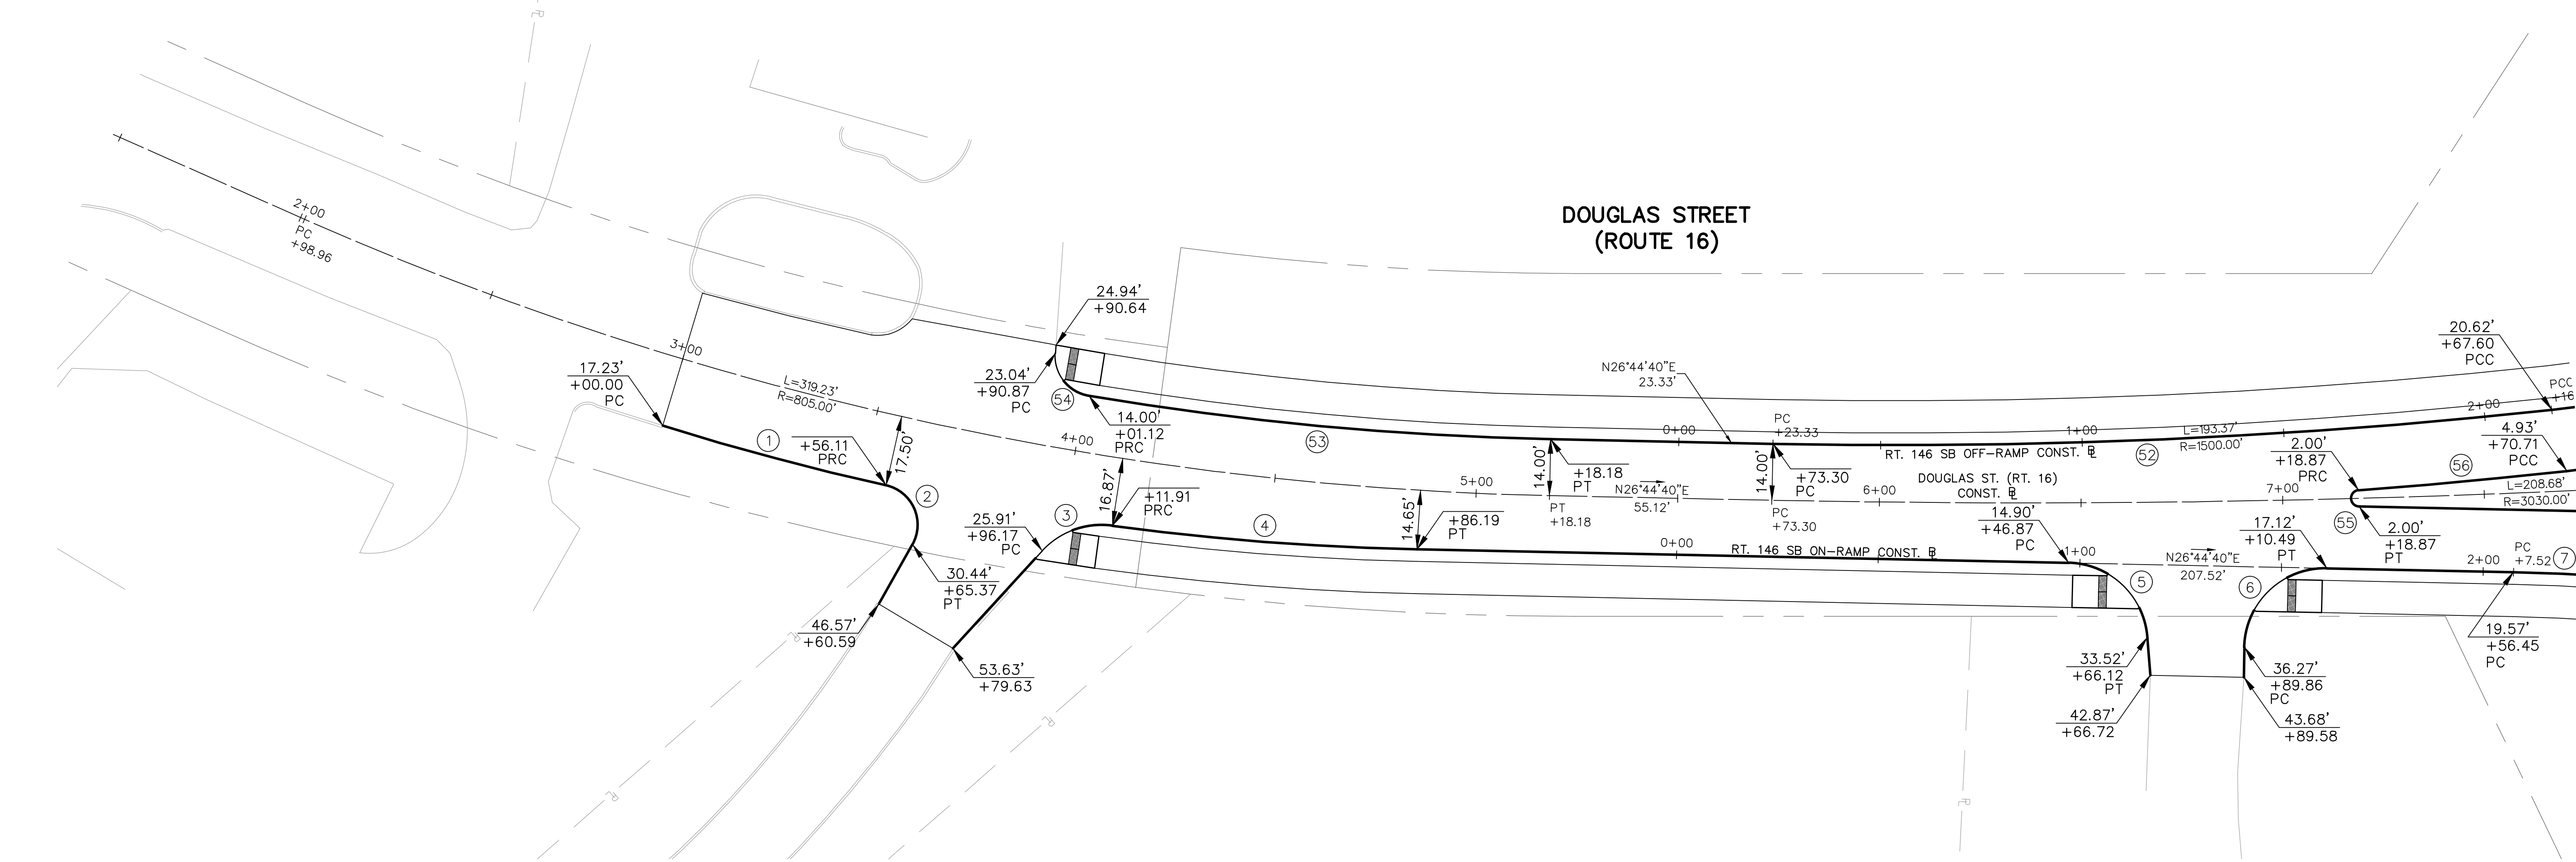 DOUGLAS STREET
(ROUTE 16)
2+00
PC
+98.96
3+00
17.23'
+00.00
PC
L=319.23'
R=805.00'
1
+56.11
PRC
17.50'
2
30.44'
+65.37
PT
46.57'
+60.59
53.63'
+79.63
24.94'
+90.64
23.04'
+90.87
PC
54
14.00'
+01.12
PRC
4+00
25.91'
+96.17
PC
3
16.87'
+11.91
PRC
4
53
14.65'
+86.19
PT
5+00
14.00'
+18.18
PT
PT
+18.18
N26°44'40"E
55.12'
N26°44'40"E
23.33'
0+00
PC
+23.33
14.00'
+73.30
PC
PC
+73.30
6+00
RT. 146 SB OFF-RAMP CONST. BL
DOUGLAS ST. (RT. 16)
CONST. BL
1+00
52
L=193.37'
R=1500.00'
0+00
RT. 146 SB ON-RAMP CONST. BL
14.90'
+46.87
PC
1+00
5
33.52'
+66.12
PT
42.87'
+66.72
N26°44'40"E
207.52'
6
17.12'
+10.49
PT
36.27'
+89.86
PC
43.68'
+89.58
7+00
2.00'
+18.87
PRC
55
2.00'
+18.87
PT
56
20.62'
+67.60
PCC
2+00
PCC
+16
4.93'
+70.71
PCC
L=208.68'
R=3030.00'
2+00
PC
+7.52
7
19.57'
+56.45
PC